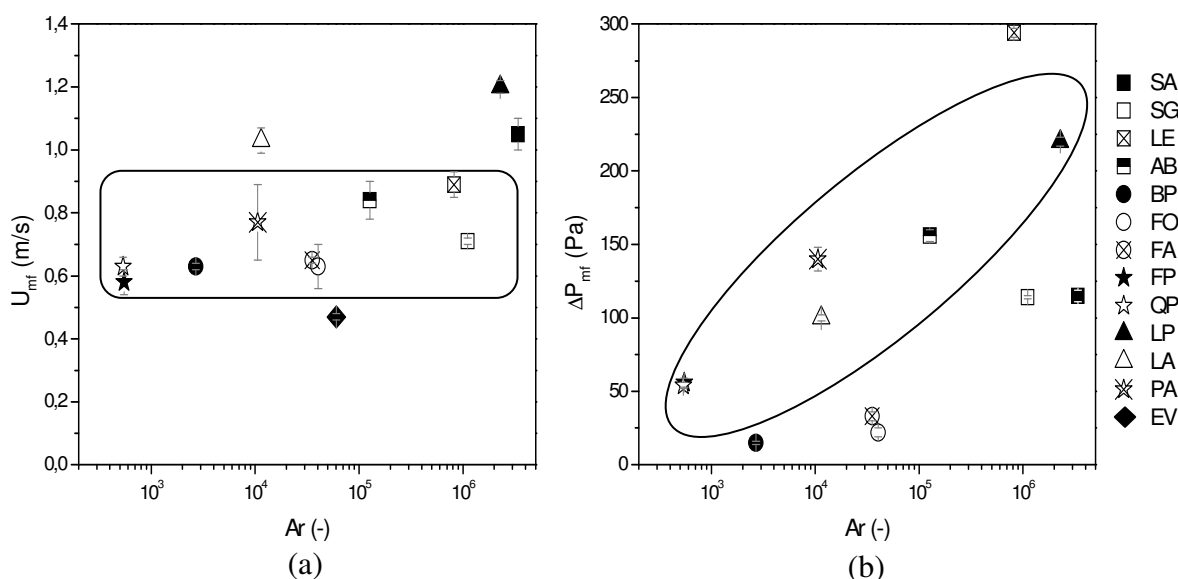 1,4
1,2
1,0
0,8
0,6
0,4
0,2
0,0
U_mf (m/s)
10^3
10^4
10^5
10^6
Ar (-)
(a)
300
250
200
150
100
50
0
ΔP_mf (Pa)
10^3
10^4
10^5
10^6
Ar (-)
(b)
SA
SG
LE
AB
BP
FO
FA
FP
QP
LP
LA
PA
EV